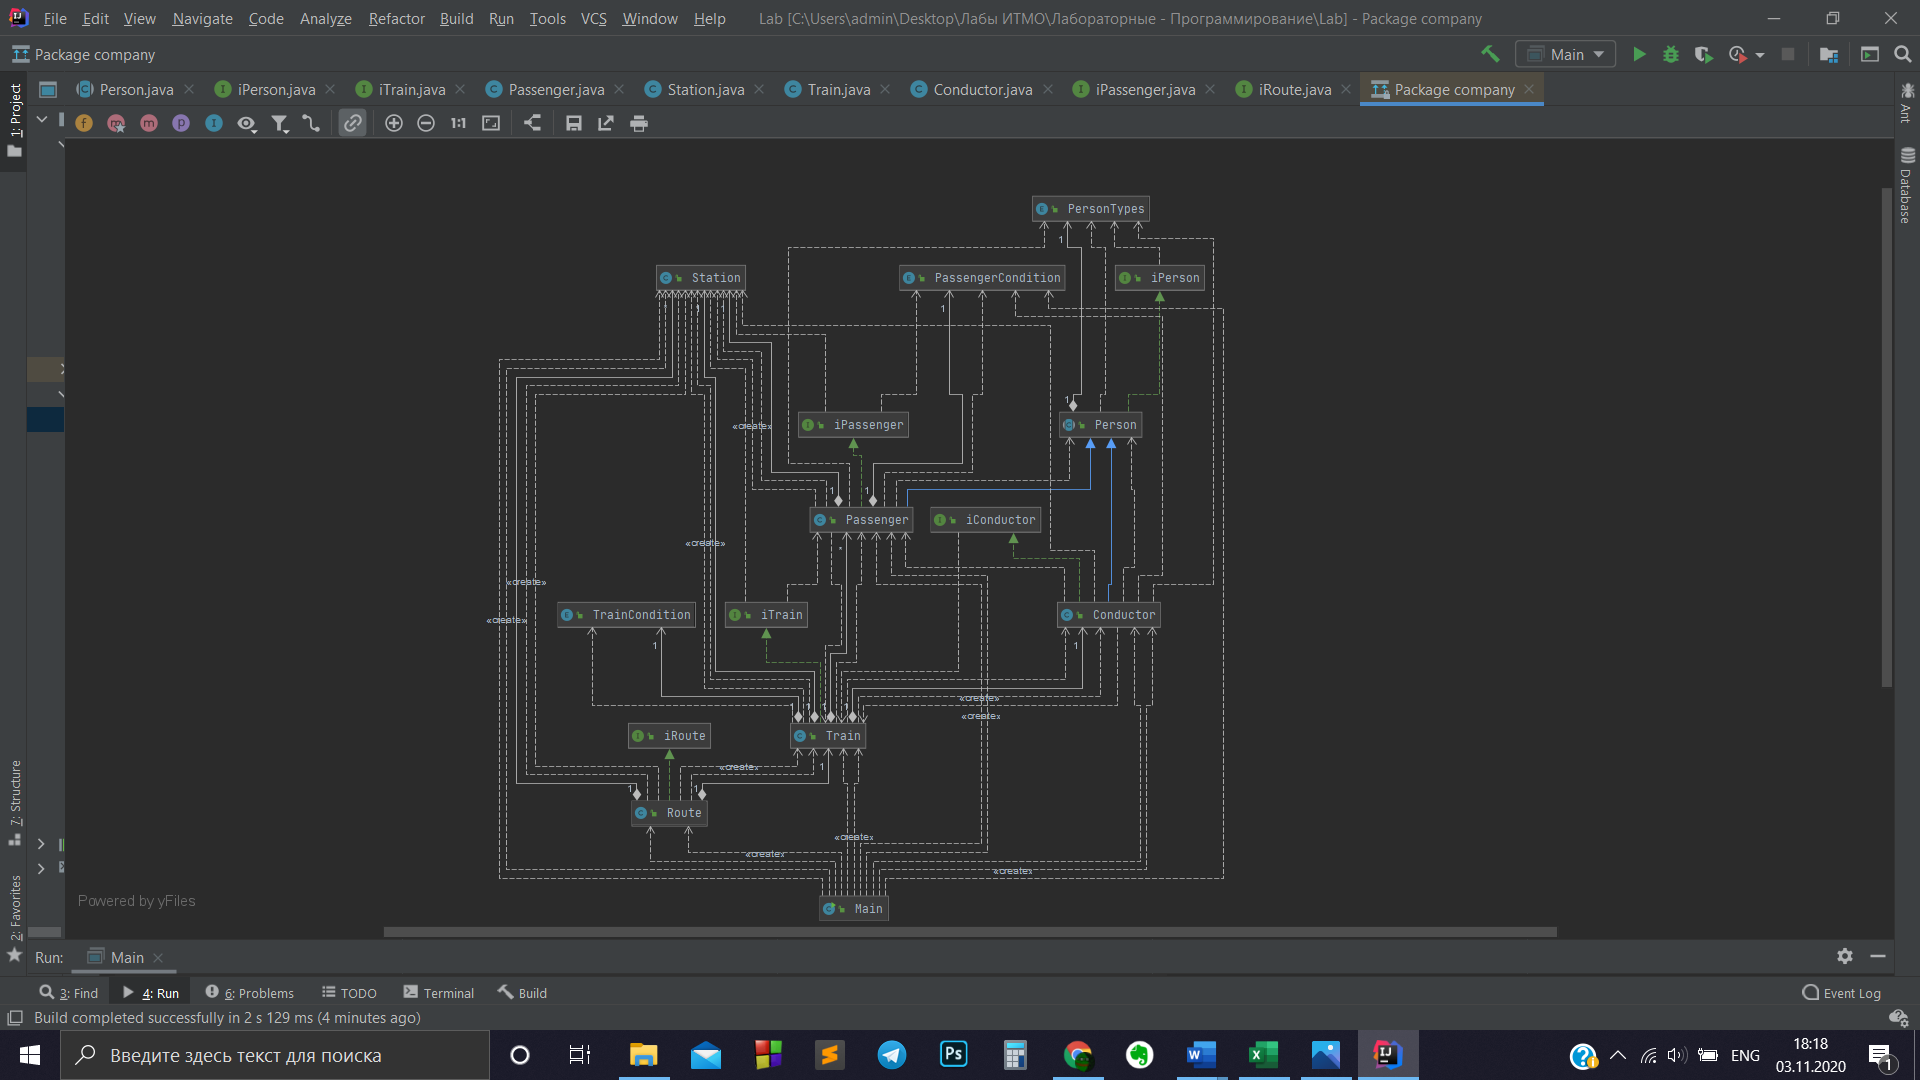 File Edit View Navigate Code Analyze Refactor Build Run Tools VCS Window Help Lab [C:\Users\admin\Desktop\Лабы ИТМО\Лабораторные - Программирование\Lab] - Package company
Package company
Main
Person.java iPerson.java iTrain.java Passenger.java Station.java Train.java Conductor.java iPassenger.java iRoute.java Package company
1: Project
Ant
Database
1:1
PersonTypes
1
Station
PassengerCondition
iPerson
1
1
iPassenger
Person
«create»
1
1
Passenger
iConductor
*
«create»
«create»
«create»
TrainCondition
iTrain
Conductor
1
1
«create»
«create»
iRoute
Train
«create»
1
1
1
Route
«create»
«create»
«create»
Main
Powered by yFiles
7: Structure
2: Favorites
Run: Main
3: Find 4: Run 6: Problems TODO Terminal Build Event Log
Build completed successfully in 2 s 129 ms (4 minutes ago)
Введите здесь текст для поиска
Ps
ENG
18:18
03.11.2020
1